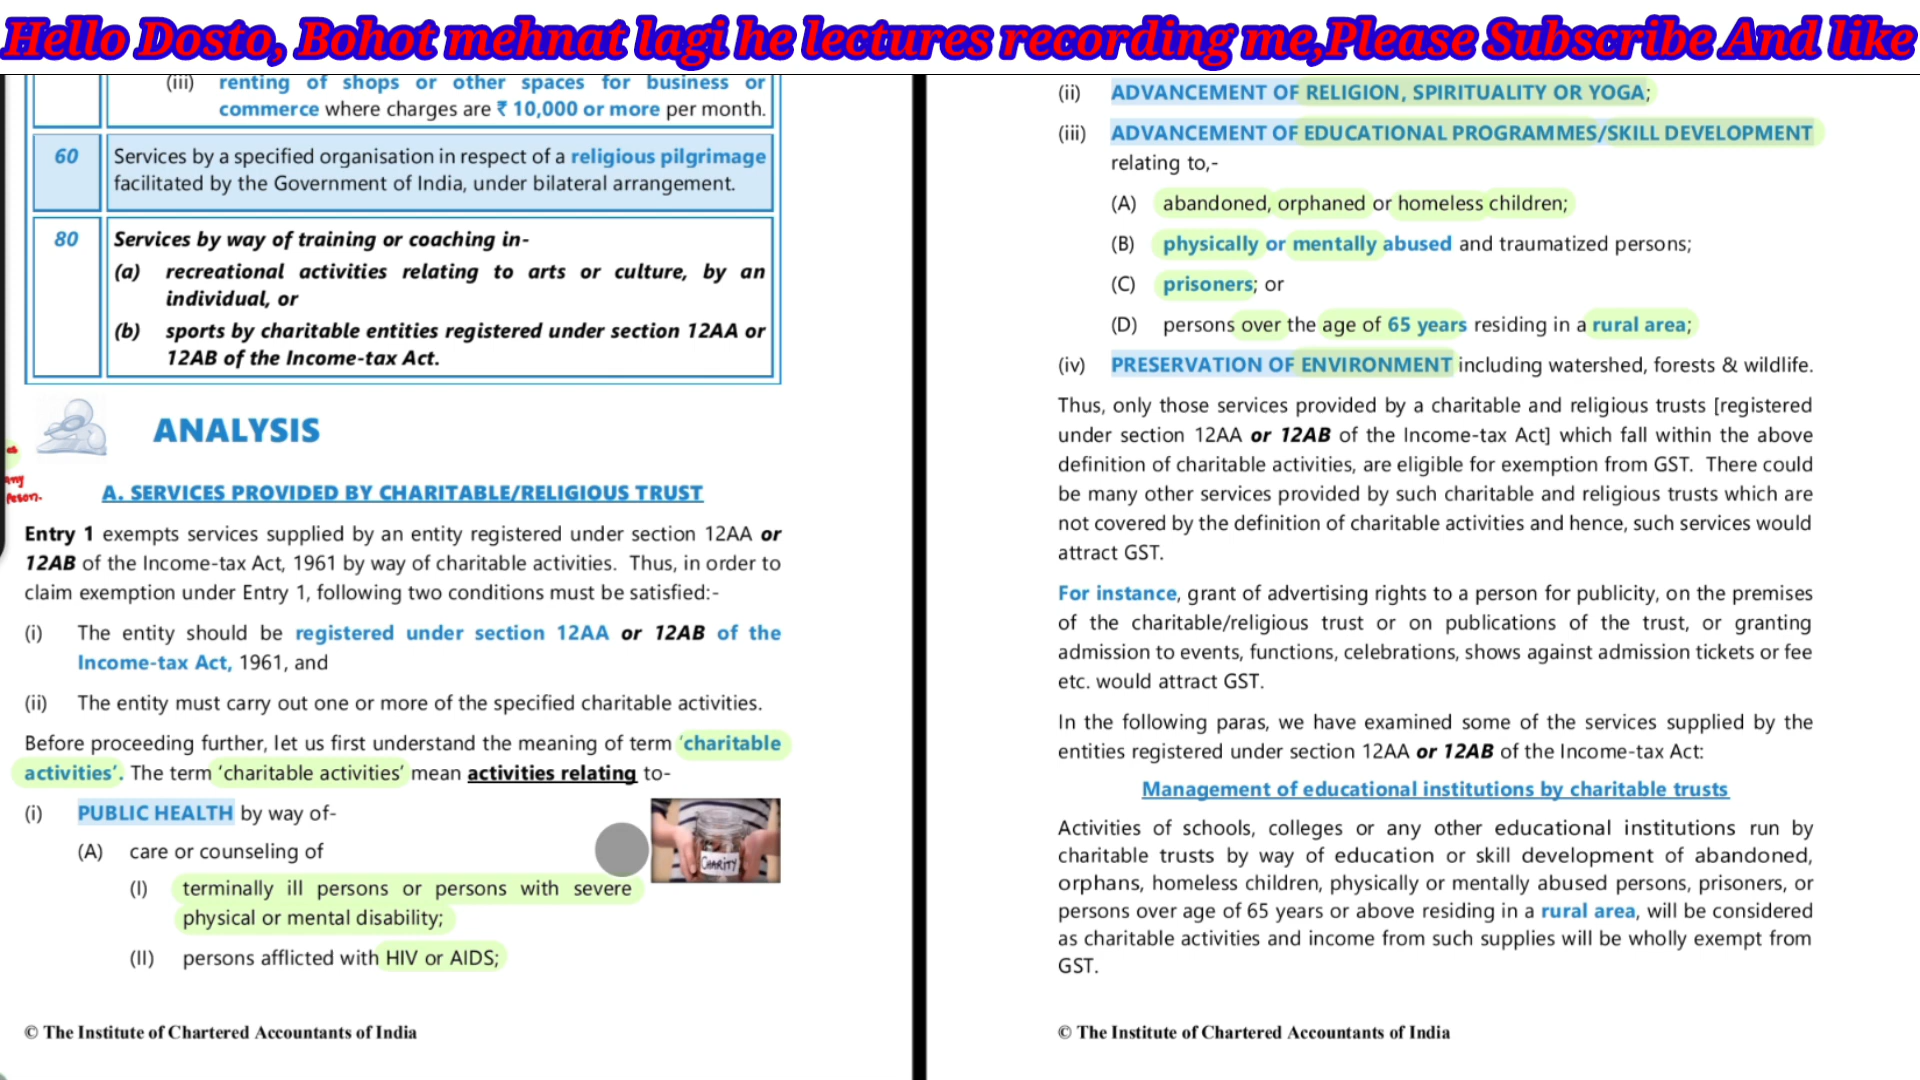 Hello Dosto, Bohot mehnat lagi he lectures recording me,Please Subscribe And like
(iii) renting of shops or other spaces for business or
commerce where charges are ₹ 10,000 or more per month.
60 Services by a specified organisation in respect of a religious pilgrimage
facilitated by the Government of India, under bilateral arrangement.
80 Services by way of training or coaching in-
(a) recreational activities relating to arts or culture, by an
individual, or
(b) sports by charitable entities registered under section 12AA or
12AB of the Income-tax Act.
ANALYSIS
any
Person.
A. SERVICES PROVIDED BY CHARITABLE/RELIGIOUS TRUST
Entry 1 exempts services supplied by an entity registered under section 12AA or
12AB of the Income-tax Act, 1961 by way of charitable activities. Thus, in order to
claim exemption under Entry 1, following two conditions must be satisfied:-
(i) The entity should be registered under section 12AA or 12AB of the
Income-tax Act, 1961, and
(ii) The entity must carry out one or more of the specified charitable activities.
Before proceeding further, let us first understand the meaning of term 'charitable
activities'. The term 'charitable activities' mean activities relating to-
(i) PUBLIC HEALTH by way of-
(A) care or counseling of
(I) terminally ill persons or persons with severe
physical or mental disability;
(II) persons afflicted with HIV or AIDS;
CHARITY
© The Institute of Chartered Accountants of India
(ii) ADVANCEMENT OF RELIGION, SPIRITUALITY OR YOGA;
(iii) ADVANCEMENT OF EDUCATIONAL PROGRAMMES/SKILL DEVELOPMENT
relating to,-
(A) abandoned, orphaned or homeless children;
(B) physically or mentally abused and traumatized persons;
(C) prisoners; or
(D) persons over the age of 65 years residing in a rural area;
(iv) PRESERVATION OF ENVIRONMENT including watershed, forests & wildlife.
Thus, only those services provided by a charitable and religious trusts [registered
under section 12AA or 12AB of the Income-tax Act] which fall within the above
definition of charitable activities, are eligible for exemption from GST. There could
be many other services provided by such charitable and religious trusts which are
not covered by the definition of charitable activities and hence, such services would
attract GST.
For instance, grant of advertising rights to a person for publicity, on the premises
of the charitable/religious trust or on publications of the trust, or granting
admission to events, functions, celebrations, shows against admission tickets or fee
etc. would attract GST.
In the following paras, we have examined some of the services supplied by the
entities registered under section 12AA or 12AB of the Income-tax Act:
Management of educational institutions by charitable trusts
Activities of schools, colleges or any other educational institutions run by
charitable trusts by way of education or skill development of abandoned,
orphans, homeless children, physically or mentally abused persons, prisoners, or
persons over age of 65 years or above residing in a rural area, will be considered
as charitable activities and income from such supplies will be wholly exempt from
GST.
© The Institute of Chartered Accountants of India